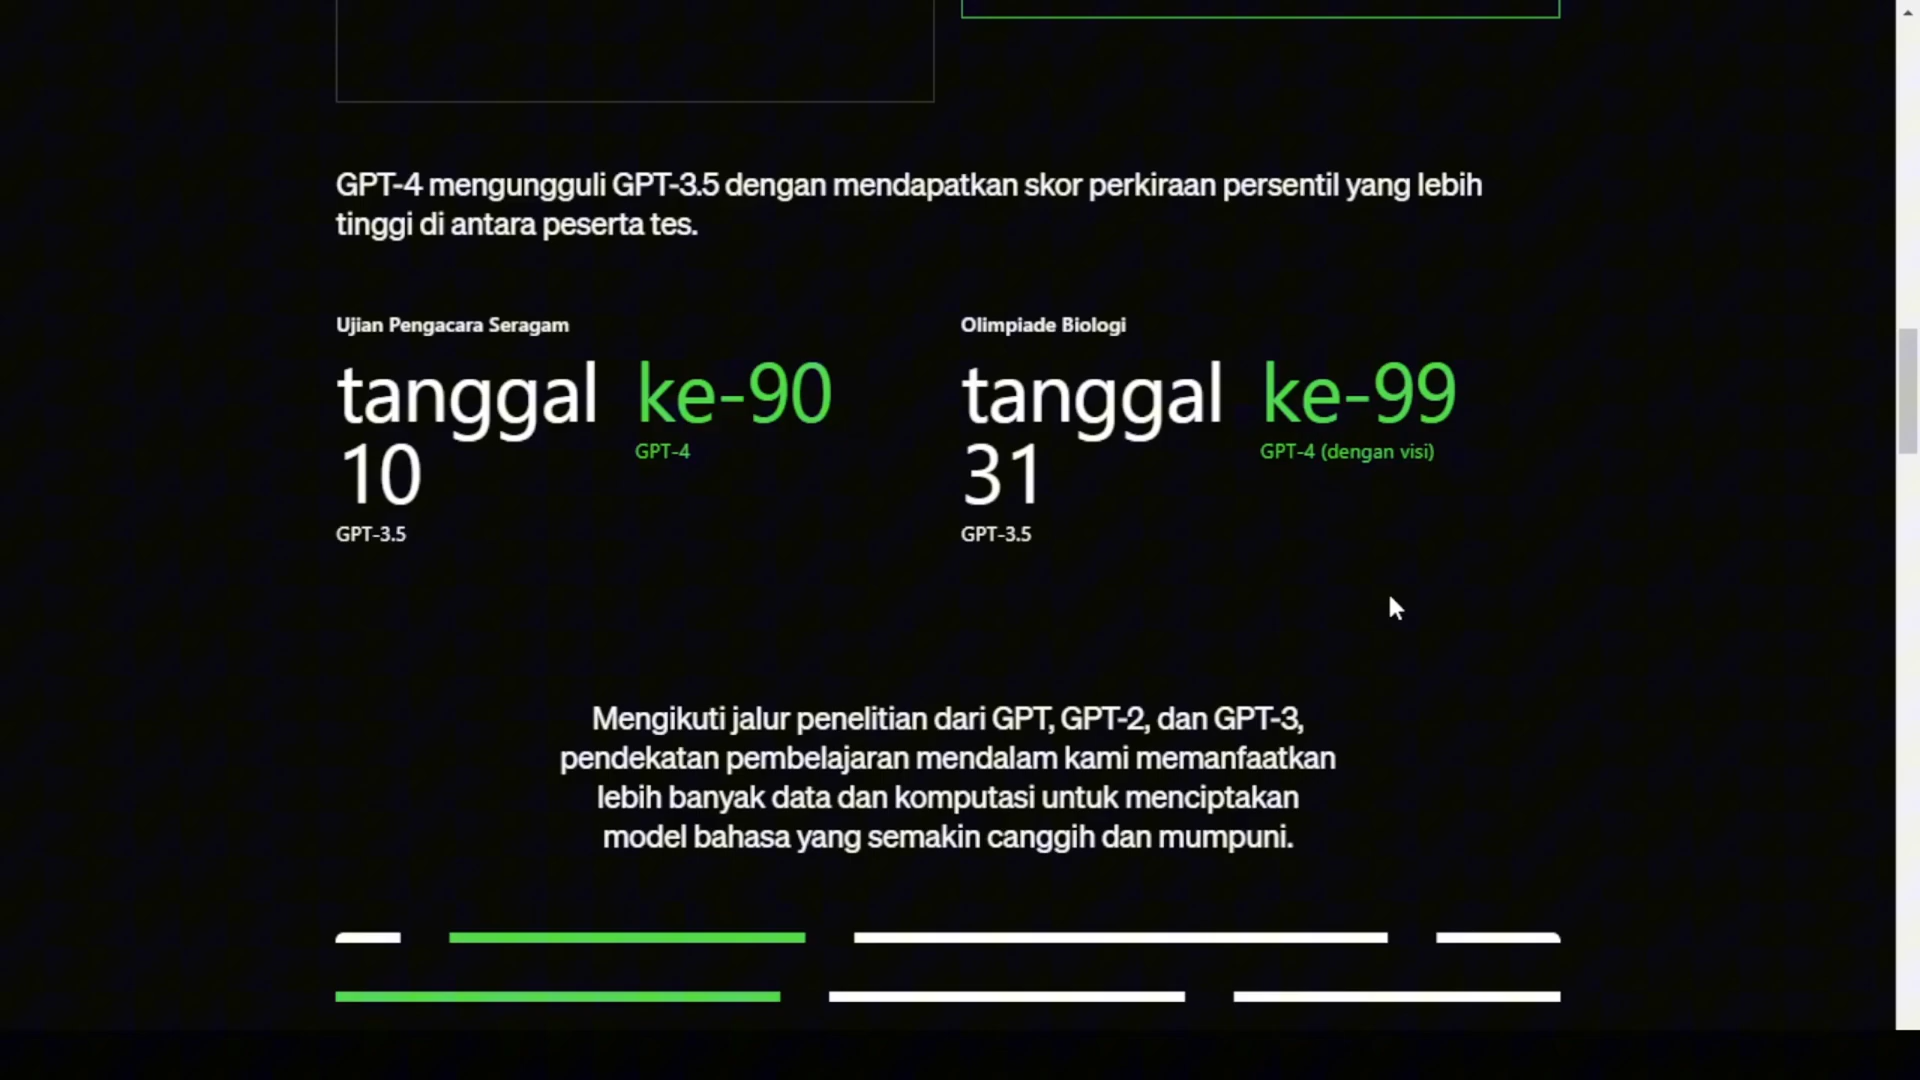 GPT-4 mengungguli GPT-3.5 dengan mendapatkan skor perkiraan persentil yang lebih
tinggi di antara peserta tes.
Ujian Pengacara Seragam
tanggal
10
GPT-3.5
ke-90
GPT-4
Olimpiade Biologi
tanggal
31
GPT-3.5
ke-99
GPT-4 (dengan visi)
Mengikuti jalur penelitian dari GPT, GPT-2, dan GPT-3,
pendekatan pembelajaran mendalam kami memanfaatkan
lebih banyak data dan komputasi untuk menciptakan
model bahasa yang semakin canggih dan mumpuni.